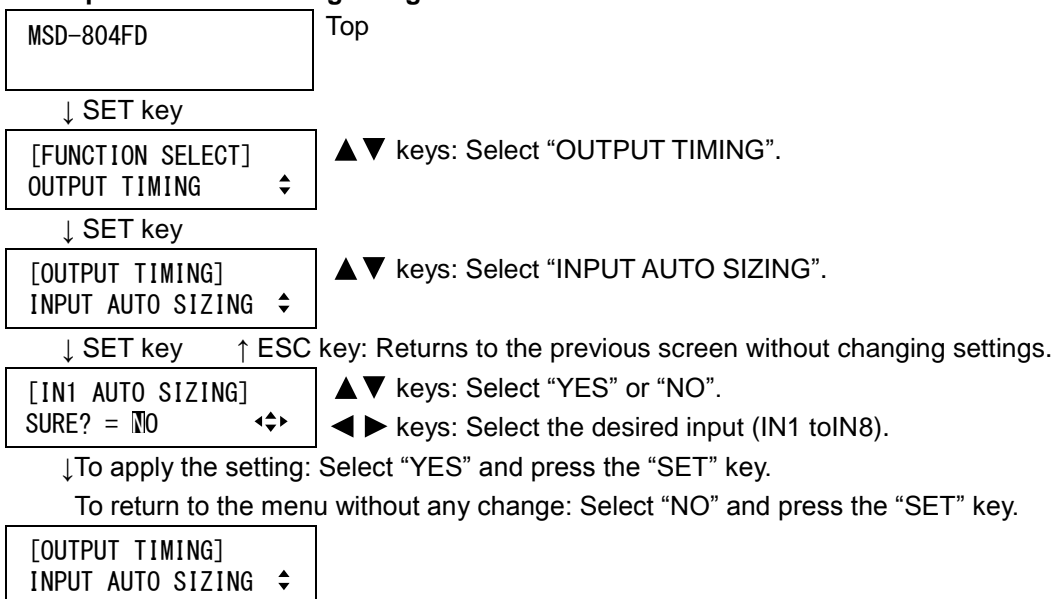 MSD-804FD
Top
↓ SET key
[FUNCTION SELECT]
OUTPUT TIMING
▲▼ keys: Select “OUTPUT TIMING”.
↓ SET key
[OUTPUT TIMING]
INPUT AUTO SIZING
▲▼ keys: Select “INPUT AUTO SIZING”.
↓ SET key ↑ ESC key: Returns to the previous screen without changing settings.
[IN1 AUTO SIZING]
SURE? = NO
▲▼ keys: Select “YES” or “NO”.
◀ ▶ keys: Select the desired input (IN1 toIN8).
↓To apply the setting: Select “YES” and press the “SET” key.
To return to the menu without any change: Select “NO” and press the “SET” key.
[OUTPUT TIMING]
INPUT AUTO SIZING